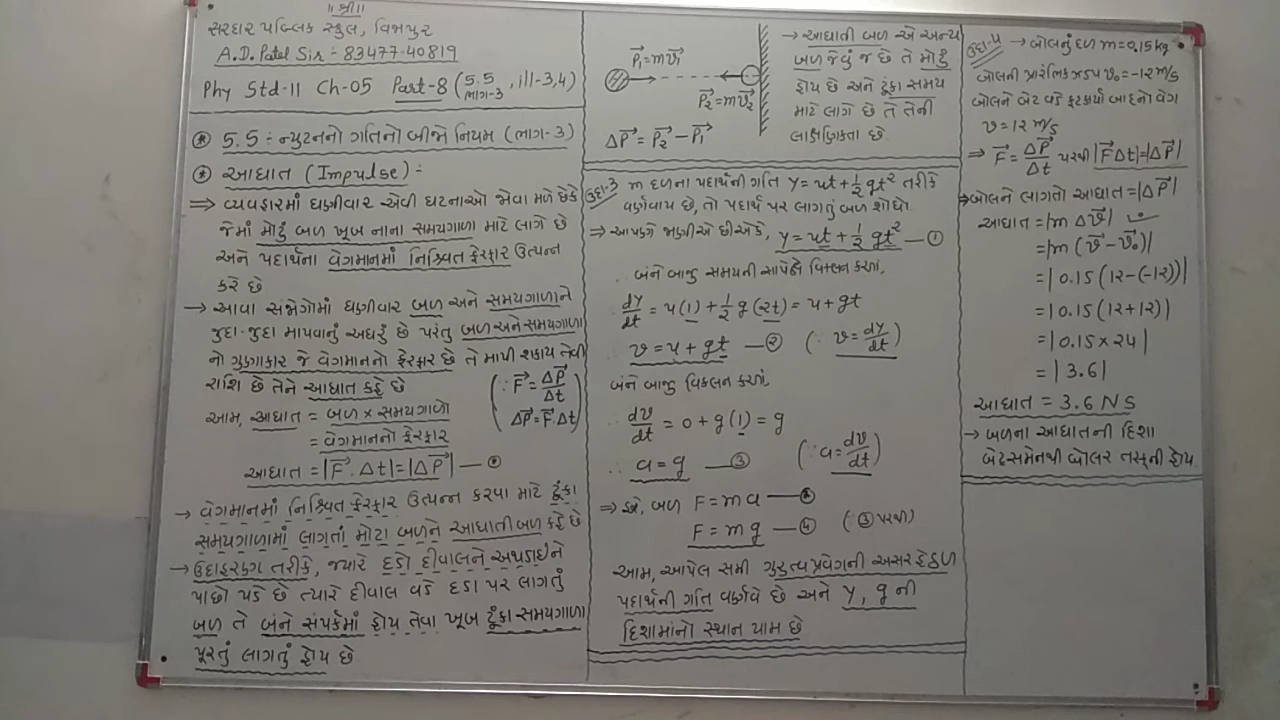 ॥ શ્રી ॥
સરદાર પબ્લિક સ્કુલ, વિજાપુર
A.D. Patel Sir :- 83477-40819
Phy Std-11 Ch-05 Part-8 (5.5 ભાગ-3, ill-3,4)
* 5.5 :- ન્યુટનનો ગતિનો બીજો નિયમ (ભાગ-3)
* આઘાત (Impulse) :-
⇒ વ્યવહારમાં ઘણીવાર એવી ઘટનાઓ જોવા મળે છેકે
જેમાં મોટું બળ ખૂબ નાના સમયગાળા માટે લાગે છે
અને પદાર્થના વેગમાનમાં નિશ્ચિત ફેરફાર ઉત્પન્ન
કરે છે
→ આવા સંજોગોમાં ઘણીવાર બળ અને સમયગાળાને
જુદા-જુદા માપવાનું અઘરું છે પરંતુ બળ અને સમયગાળા
નો ગુણાકાર જે વેગમાનનો ફેરફાર છે તે માપી શકાય તેવી
રાશિ છે તેને આઘાત કહે છે
(∵ F⃗ = ΔP⃗/Δt
ΔP⃗ = F⃗.Δt)
આમ, આઘાત = બળ × સમયગાળો
= વેગમાનનો ફેરફાર
આઘાત = |F⃗.Δt| = |ΔP⃗| — *
→ વેગમાનમાં નિશ્ચિત ફેરફાર ઉત્પન્ન કરવા માટે ટૂંકા
સમયગાળામાં લાગતાં મોટા બળને આઘાતી બળ કહે છે
→ ઉદાહરણ તરીકે, જ્યારે દડો દીવાલને અથડાઇને
પાછો પડે છે ત્યારે દીવાલ વડે દડા પર લાગતું
બળ તે બંને સંપર્કમાં હોય તેવા ખૂબ ટૂંકા સમયગાળા
પૂરતું લાગતું હોય છે
P⃗₁ = mv⃗₁
P⃗₂ = mv⃗₂
ΔP⃗ = P⃗₂ − P⃗₁
→ આઘાતી બળ એ અન્ય
બળ જેવું જ છે તે મોટું
હોય છે અને ટૂંકા સમય
માટે લાગે છે તે તેની
લાક્ષણિકતા છે.
ઉદા-3 m દળના પદાર્થની ગતિ y = ut + ½gt² તરીકે
વર્ણવાય છે, તો પદાર્થ પર લાગતું બળ શોધો.
⇒ આપણે જાણીએ છીએકે, y = ut + ½gt² — ①
∴ બંને બાજુ સમયની સાપેક્ષે વિકલન કરતાં,
dy/dt = u(1) + ½g(2t) = u + gt
v = u + gt — ② (∵ v = dy/dt)
બંને બાજુ વિકલન કરતાં,
∴ dv/dt = 0 + g(1) = g
∴ a = g — ③ (∵ a = dv/dt)
⇒ હવે, બળ F = ma — *
F = mg — ④ (③ પરથી)
આમ, આપેલ સમી ગુરુત્વપ્રવેગની અસર હેઠળ
પદાર્થની ગતિ વર્ણવે છે અને y, g ની
દિશામાંનો સ્થાન યામ છે
ઉદા-4 → બોલનું દળ m = 0.15 kg
બોલની પ્રારંભિક ઝડપ v₀ = -12 m/s
બોલને બેટ વડે ફટકાર્યા બાદનો વેગ
v = 12 m/s
⇒ F⃗ = ΔP⃗/Δt પરથી |F⃗Δt| = |ΔP⃗|
→ બોલને લાગતો આઘાત = |ΔP⃗|
આઘાત = |m Δv⃗|
= |m (v⃗ − v⃗₀)|
= |0.15 (12-(-12))|
= |0.15 (12+12)|
= |0.15 × 24|
= |3.6|
આઘાત = 3.6 NS
→ બળના આઘાતની દિશા
બેટસમેનથી બોલર તરફની હોય